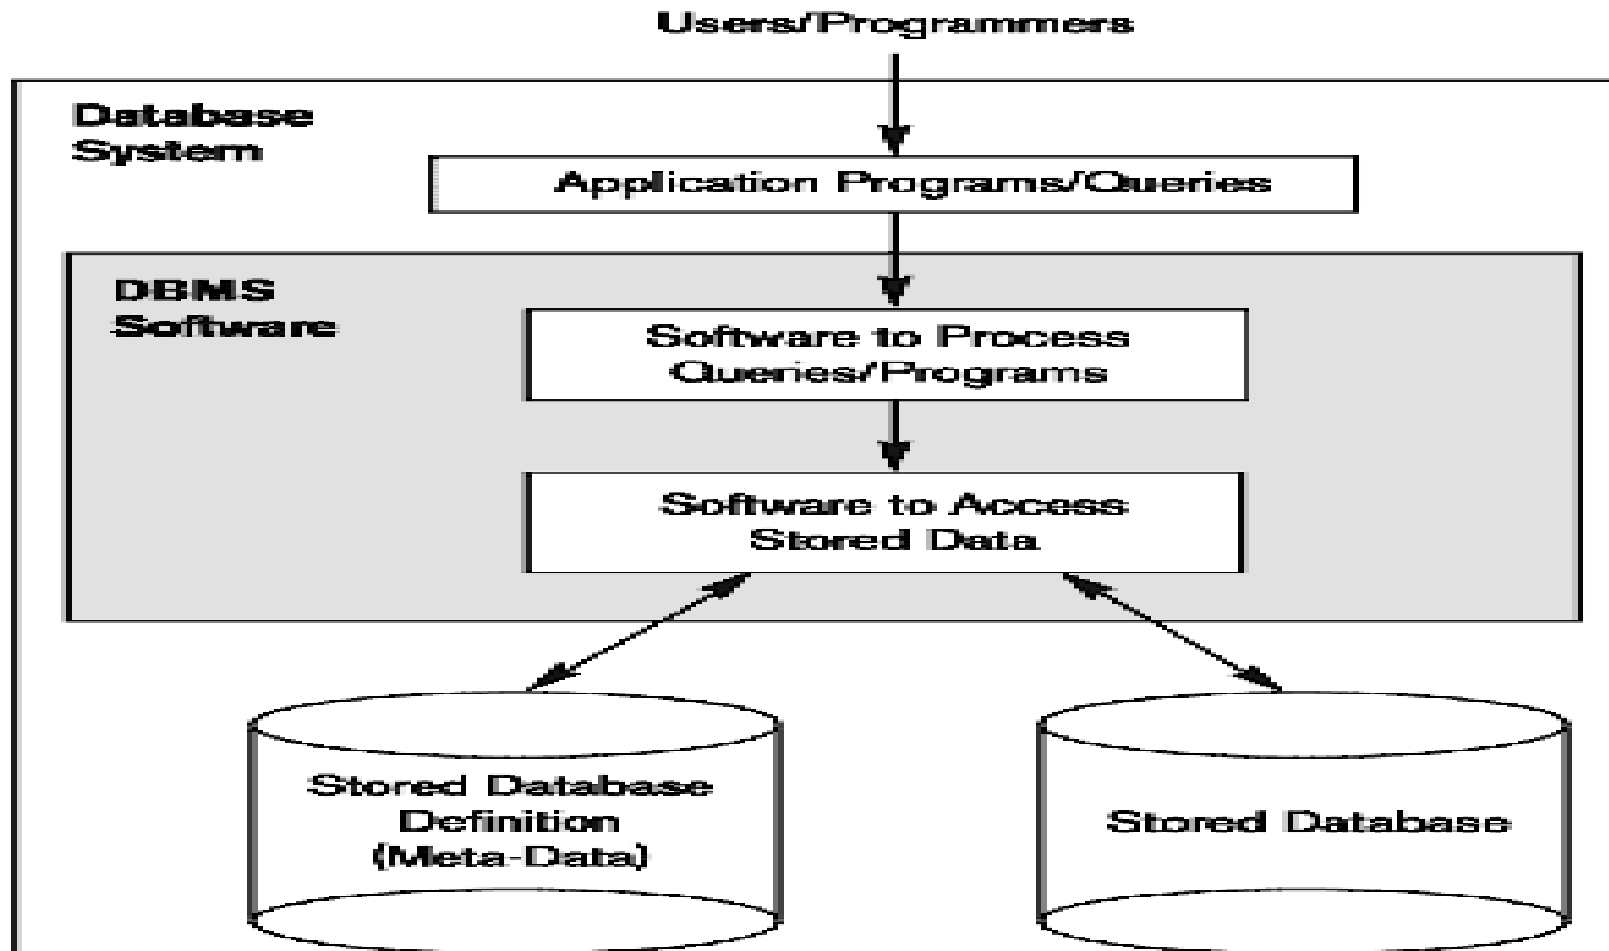 Users/Programmers
Database
System
Application Programs/Queries
DBMS
Software
Software to Process
Queries/Programs
Software to Access
Stored Data
Stored Database
Definition
(Meta-Data)
Stored Database